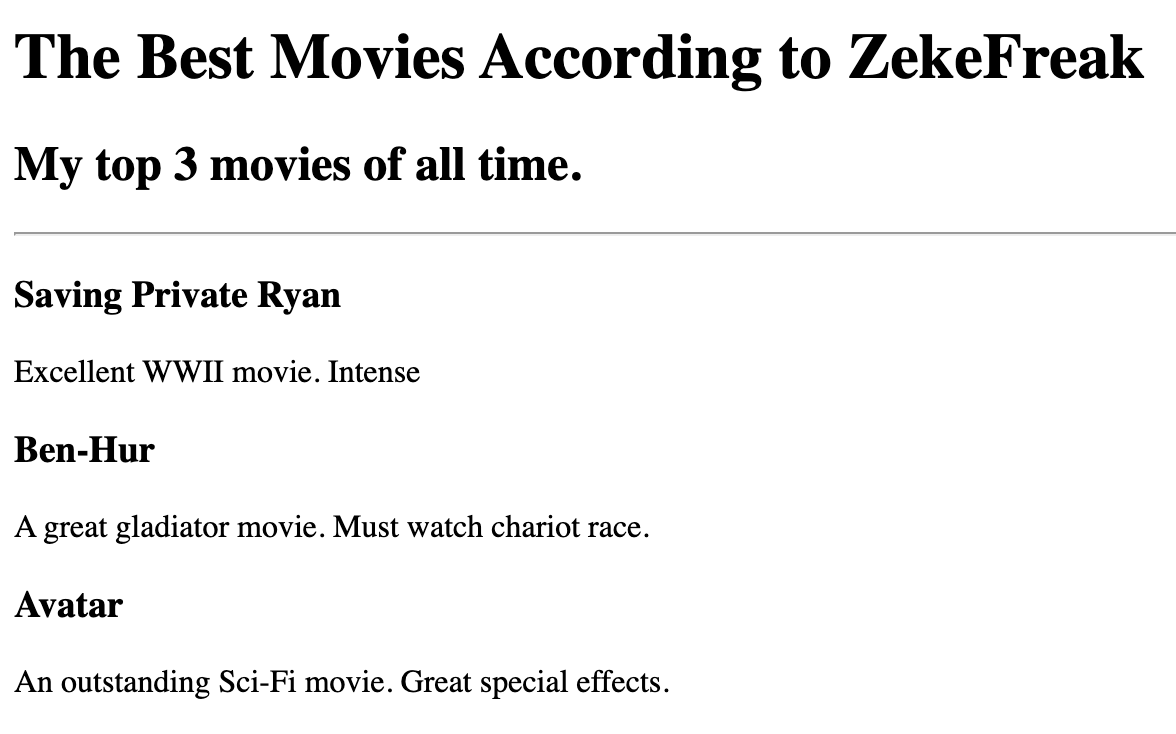 The Best Movies According to ZekeFreak
My top 3 movies of all time.
Saving Private Ryan
Excellent WWII movie. Intense
Ben-Hur
A great gladiator movie. Must watch chariot race.
Avatar
An outstanding Sci-Fi movie. Great special effects.